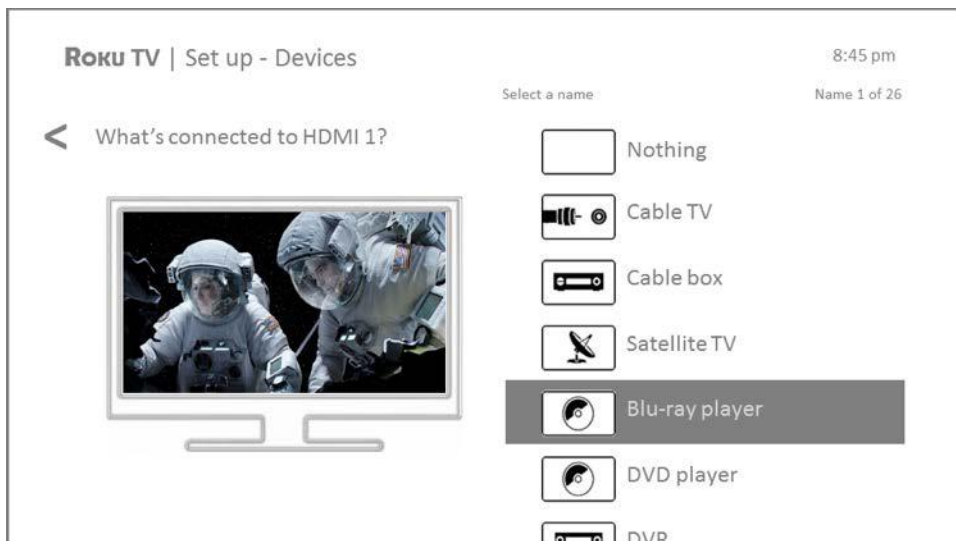 ROKU TV | Set up - Devices
8:45 pm
Select a name
Name 1 of 26
< What's connected to HDMI 1?
Nothing
Cable TV
Cable box
Satellite TV
Blu-ray player
DVD player
DVR